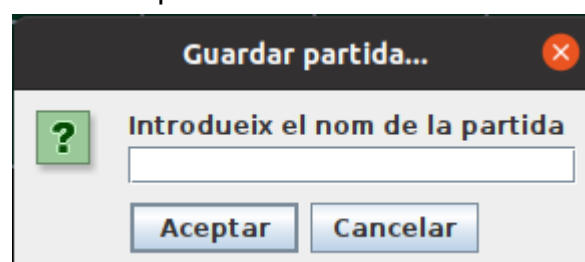 Guardar partida...
?
Introdueix el nom de la partida
Aceptar Cancelar